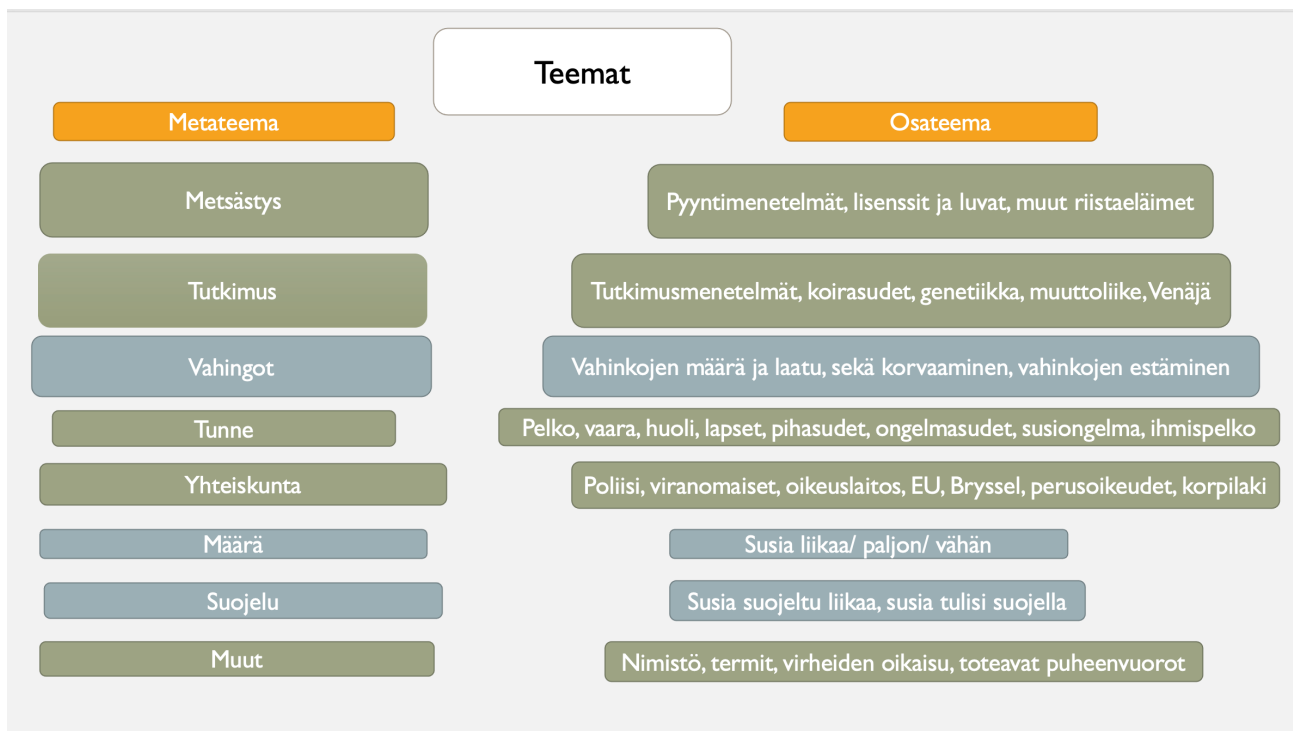 Teemat
Metateema
Osateema
Metsästys
Pyyntimenetelmät, lisenssit ja luvat, muut riistaeläimet
Tutkimus
Tutkimusmenetelmät, koirasudet, genetiikka, muuttoliike, Venäjä
Vahingot
Vahinkojen määrä ja laatu, sekä korvaaminen, vahinkojen estäminen
Tunne
Pelko, vaara, huoli, lapset, pihasudet, ongelmasudet, susiongelma, ihmispelko
Yhteiskunta
Poliisi, viranomaiset, oikeuslaitos, EU, Bryssel, perusoikeudet, korpilaki
Määrä
Susia liikaa/ paljon/ vähän
Suojelu
Susia suojeltu liikaa, susia tulisi suojella
Muut
Nimistö, termit, virheiden oikaisu, toteavat puheenvuorot